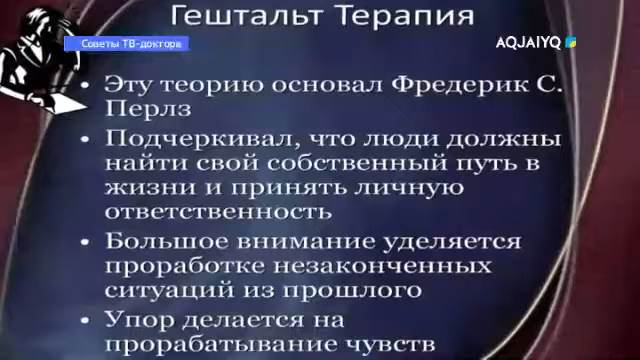 Гештальт Терапия
Советы ТВ-доктора
AQJAIYQ
• Эту теорию основал Фредерик С.
Перлз
• Подчеркивал, что люди должны
найти свой собственный путь в
жизни и принять личную
ответственность
• Большое внимание уделяется
проработке незаконченных
ситуаций из прошлого
• Упор делается на
прорабатывание чувств